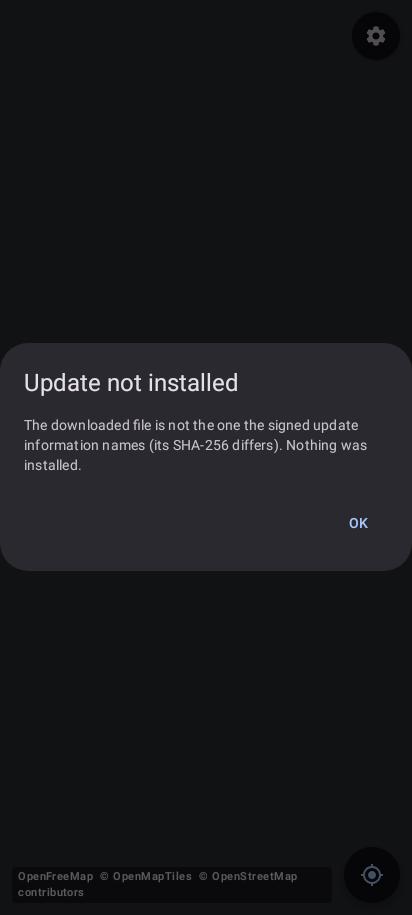 Update not installed
The downloaded file is not the one the signed update
information names (its SHA-256 differs). Nothing was
installed.
OK
OpenFreeMap © OpenMapTiles © OpenStreetMap
contributors